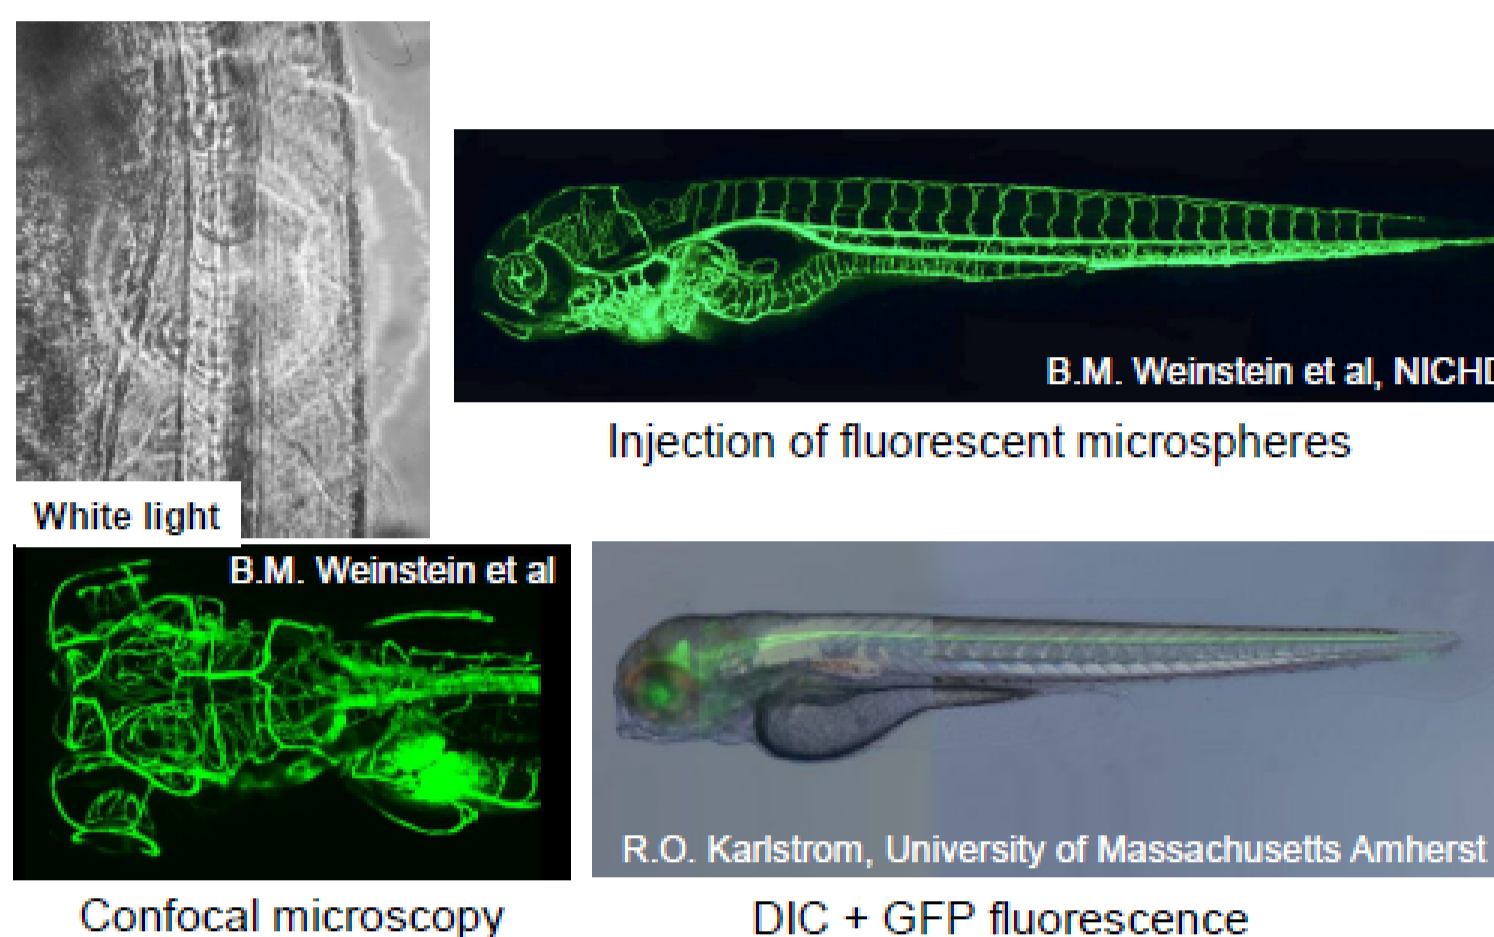 B.M. Weinstein et al, NICHD
Injection of fluorescent microspheres
White light
B.M. Weinstein et al
R.O. Karlstrom, University of Massachusetts Amherst
Confocal microscopy
DIC + GFP fluorescence